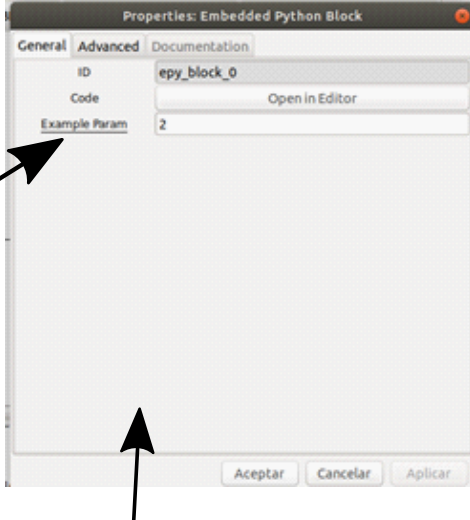 Properties: Embedded Python Block
General Advanced Documentation
ID epy_block_0
Code Open in Editor
Example Param 2
Aceptar Cancelar Aplicar